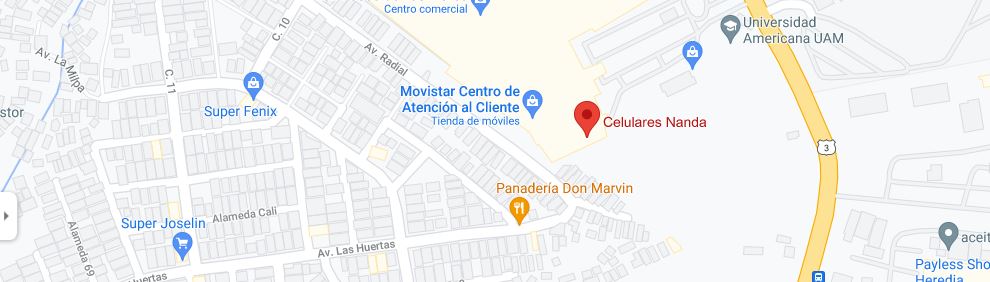 Centro comercial
Universidad
Americana UAM
C. 10
Av. La Milpa
Av. Radial
C. 11
Movistar Centro de
Atención al Cliente
Tienda de móviles
Super Fenix
Celulares Nanda
stor
3
Panadería Don Marvin
Alameda Cali
Super Joselin
Av. Las Huertas
Alameda 69
Huertas
aceit
Payless Sho
Heredia